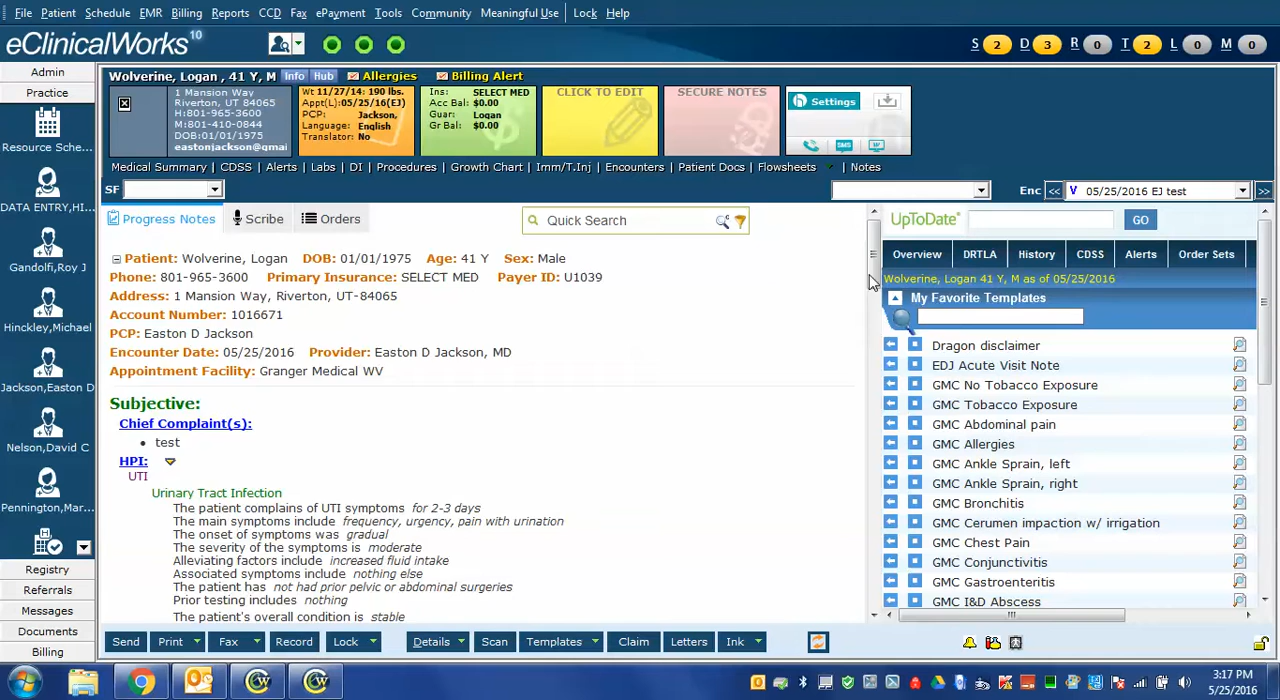 File Patient Schedule EMR Billing Reports CCD Fax ePayment Tools Community Meaningful Use Lock Help
eClinicalWorks 10
S 2 D 3 R 0 T 2 L 0 M 0
Admin
Practice
Resource Sche...
DATA ENTRY,HI...
Gandolfi,Roy J
Hinckley,Michael
Jackson,Easton D
Nelson,David C
Pennington,Mar...
Registry
Referrals
Messages
Documents
Billing
Wolverine, Logan , 41 Y, M Info Hub Allergies Billing Alert
1 Mansion Way
Riverton, UT 84065
H:801-965-3600
M:801-410-0844
DOB:01/01/1975
eastonjackson@gmai
Wt 11/27/14: 190 lbs.
Appt(L):05/25/16(EJ)
PCP: Jackson,
Easton
Language: English
Translator: No
Ins: SELECT MED
Acc Bal: $0.00
Guar: Logan
Gr Bal: $0.00
CLICK TO EDIT
SECURE NOTES
h Settings
SMS
Medical Summary CDSS Alerts Labs DI Procedures Growth Chart Imm/T.Inj Encounters Patient Docs Flowsheets Notes
SF
Enc << V 05/25/2016 EJ test >>
Progress Notes Scribe Orders Quick Search
Patient: Wolverine, Logan DOB: 01/01/1975 Age: 41 Y Sex: Male
Phone: 801-965-3600 Primary Insurance: SELECT MED Payer ID: U1039
Address: 1 Mansion Way, Riverton, UT-84065
Account Number: 1016671
PCP: Easton D Jackson
Encounter Date: 05/25/2016 Provider: Easton D Jackson, MD
Appointment Facility: Granger Medical WV
Subjective:
Chief Complaint(s):
• test
HPI:
UTI
Urinary Tract Infection
The patient complains of UTI symptoms for 2-3 days
The main symptoms include frequency, urgency, pain with urination
The onset of symptoms was gradual
The severity of the symptoms is moderate
Alleviating factors include increased fluid intake
Associated symptoms include nothing else
The patient has not had prior pelvic or abdominal surgeries
Prior testing includes nothing
The patient's overall condition is stable
UpToDate GO
Overview DRTLA History CDSS Alerts Order Sets
Wolverine, Logan 41 Y, M as of 05/25/2016
My Favorite Templates
Dragon disclaimer
EDJ Acute Visit Note
GMC No Tobacco Exposure
GMC Tobacco Exposure
GMC Abdominal pain
GMC Allergies
GMC Ankle Sprain, left
GMC Ankle Sprain, right
GMC Bronchitis
GMC Cerumen impaction w/ irrigation
GMC Chest Pain
GMC Conjunctivitis
GMC Gastroenteritis
GMC I&D Abscess
Send Print Fax Record Lock Details Scan Templates Claim Letters Ink
3:17 PM
5/25/2016